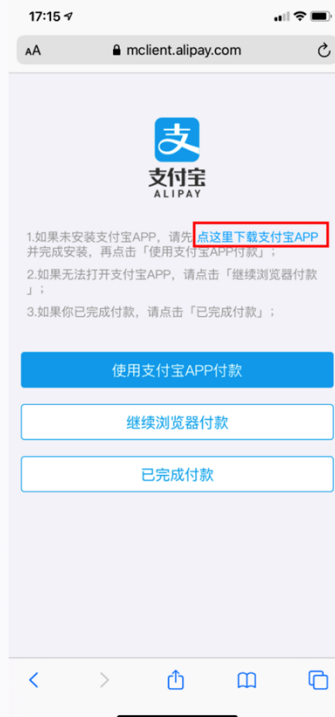 17:15
AA mclient.alipay.com
支
支付宝
ALIPAY
1.如果未安装支付宝APP，请先点这里下载支付宝APP
并完成安装，再点击「使用支付宝APP付款」；
2.如果无法打开支付宝APP，请点击「继续浏览器付款
」；
3.如果你已完成付款，请点击「已完成付款」；
使用支付宝APP付款
继续浏览器付款
已完成付款